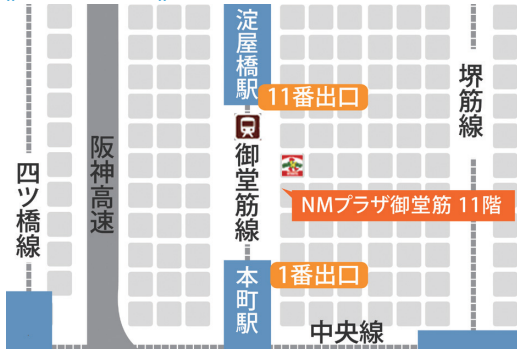 淀屋橋駅
11番出口
堺筋線
阪神高速
御堂筋線
四ツ橋線
NMプラザ御堂筋 11階
1番出口
本町駅
中央線